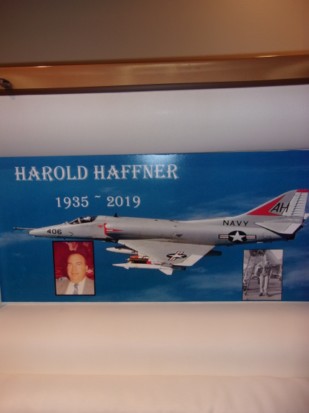 HAROLD HAFFNER
1935 ~ 2019
AH
NAVY
406